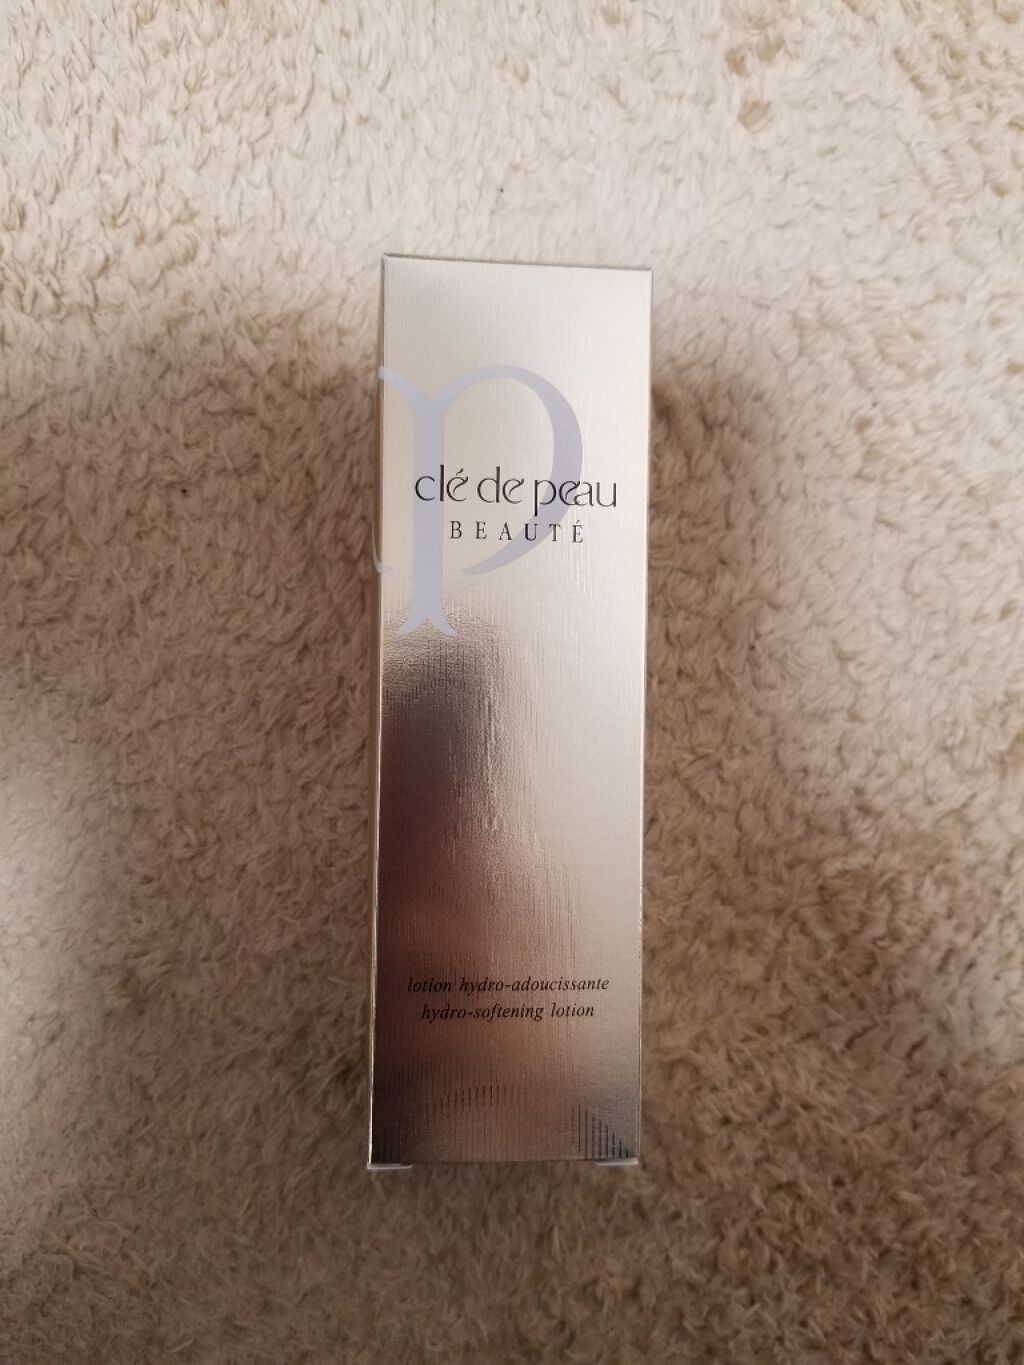 clé de peau
BEAUTÉ
lotion hydro-adoucissante
hydro-softening lotion